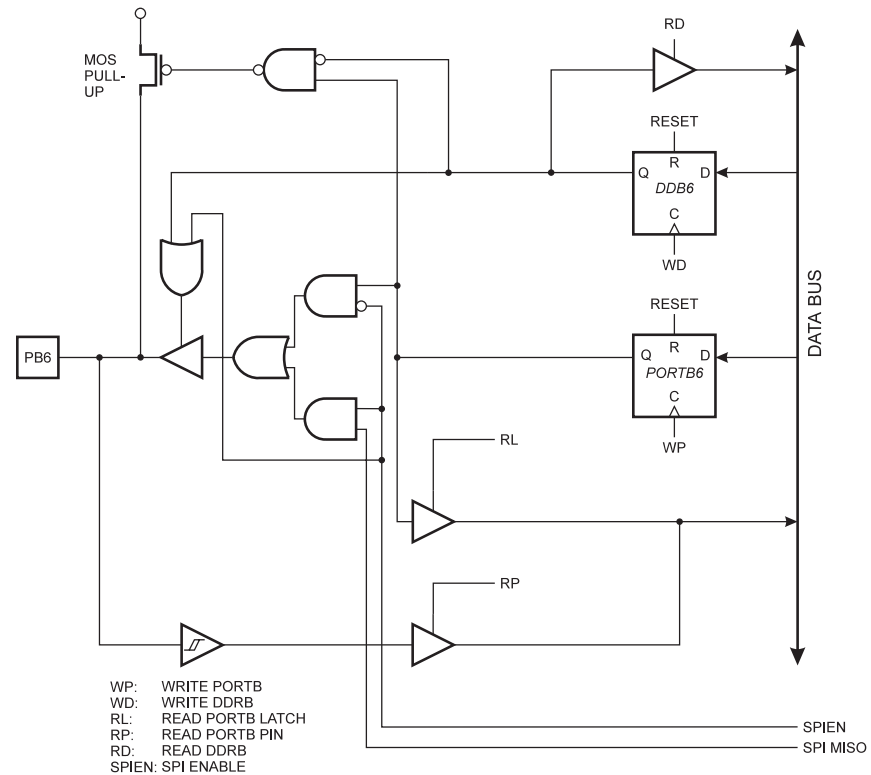 RD
MOS
PULL-
UP
RESET
R
Q
D
DDB6
C
WD
RESET
R
Q
D
PORTB6
C
WP
DATA BUS
PB6
RL
RP
WP: WRITE PORTB
WD: WRITE DDRB
RL: READ PORTB LATCH
RP: READ PORTB PIN
RD: READ DDRB
SPIEN: SPI ENABLE
SPIEN
SPI MISO